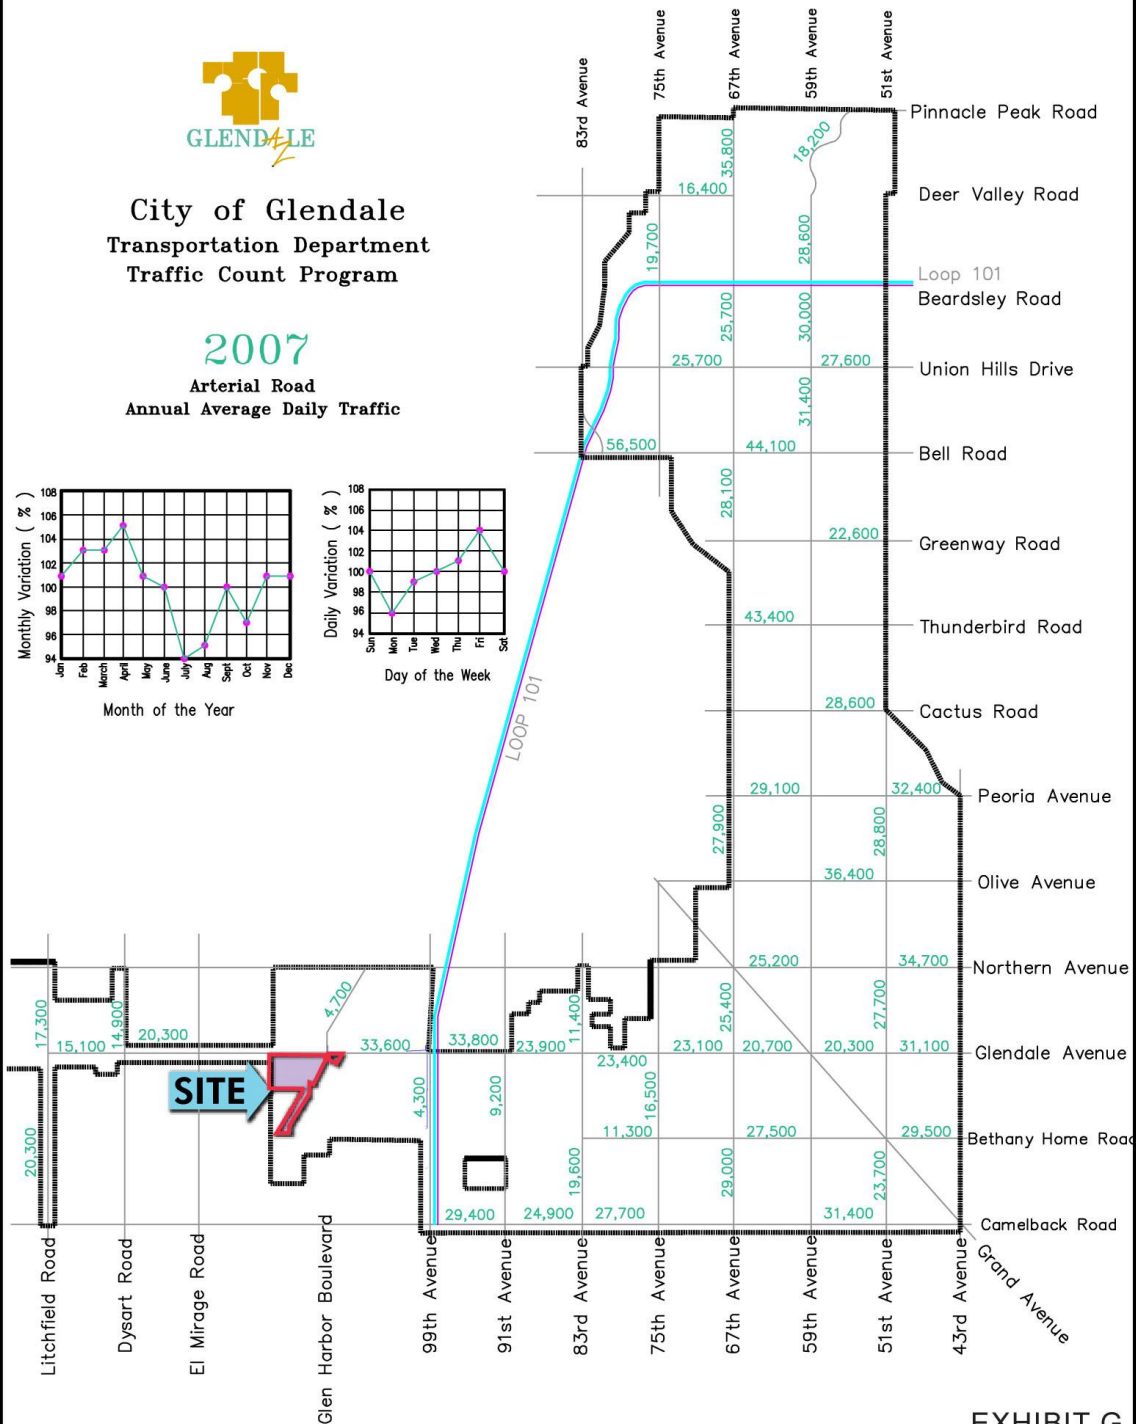 GLENDALE
AZ
City of Glendale
Transportation Department
Traffic Count Program
2007
Arterial Road
Annual Average Daily Traffic
Monthly Variation ( % )
108
106
104
102
100
98
96
94
Jan
Feb
March
April
May
June
July
Aug
Sept
Oct
Nov
Dec
Month of the Year
Daily Variation ( % )
108
106
104
102
100
98
96
94
Sun
Mon
Tue
Wed
Thu
Fri
Sat
Day of the Week
83rd Avenue
75th Avenue
67th Avenue
59th Avenue
51st Avenue
Pinnacle Peak Road
35,800
18,200
16,400
Deer Valley Road
19,700
28,600
Loop 101
Beardsley Road
25,700
30,000
25,700
27,600
Union Hills Drive
31,400
56,500
44,100
Bell Road
28,100
22,600
Greenway Road
43,400
Thunderbird Road
LOOP 101
28,600
Cactus Road
29,100
32,400
Peoria Avenue
27,900
28,800
36,400
Olive Avenue
25,200
34,700
Northern Avenue
17,300
14,900
4,700
11,400
25,400
27,700
15,100
20,300
33,600
33,800
23,900
23,400
23,100
20,700
20,300
31,100
Glendale Avenue
SITE
4,300
9,200
16,500
20,300
11,300
27,500
29,500
Bethany Home Road
19,600
29,000
23,700
29,400
24,900
27,700
31,400
Camelback Road
Litchfield Road
Dysart Road
El Mirage Road
Glen Harbor Boulevard
99th Avenue
91st Avenue
83rd Avenue
75th Avenue
67th Avenue
59th Avenue
51st Avenue
43rd Avenue
Grand Avenue
EXHIBIT G